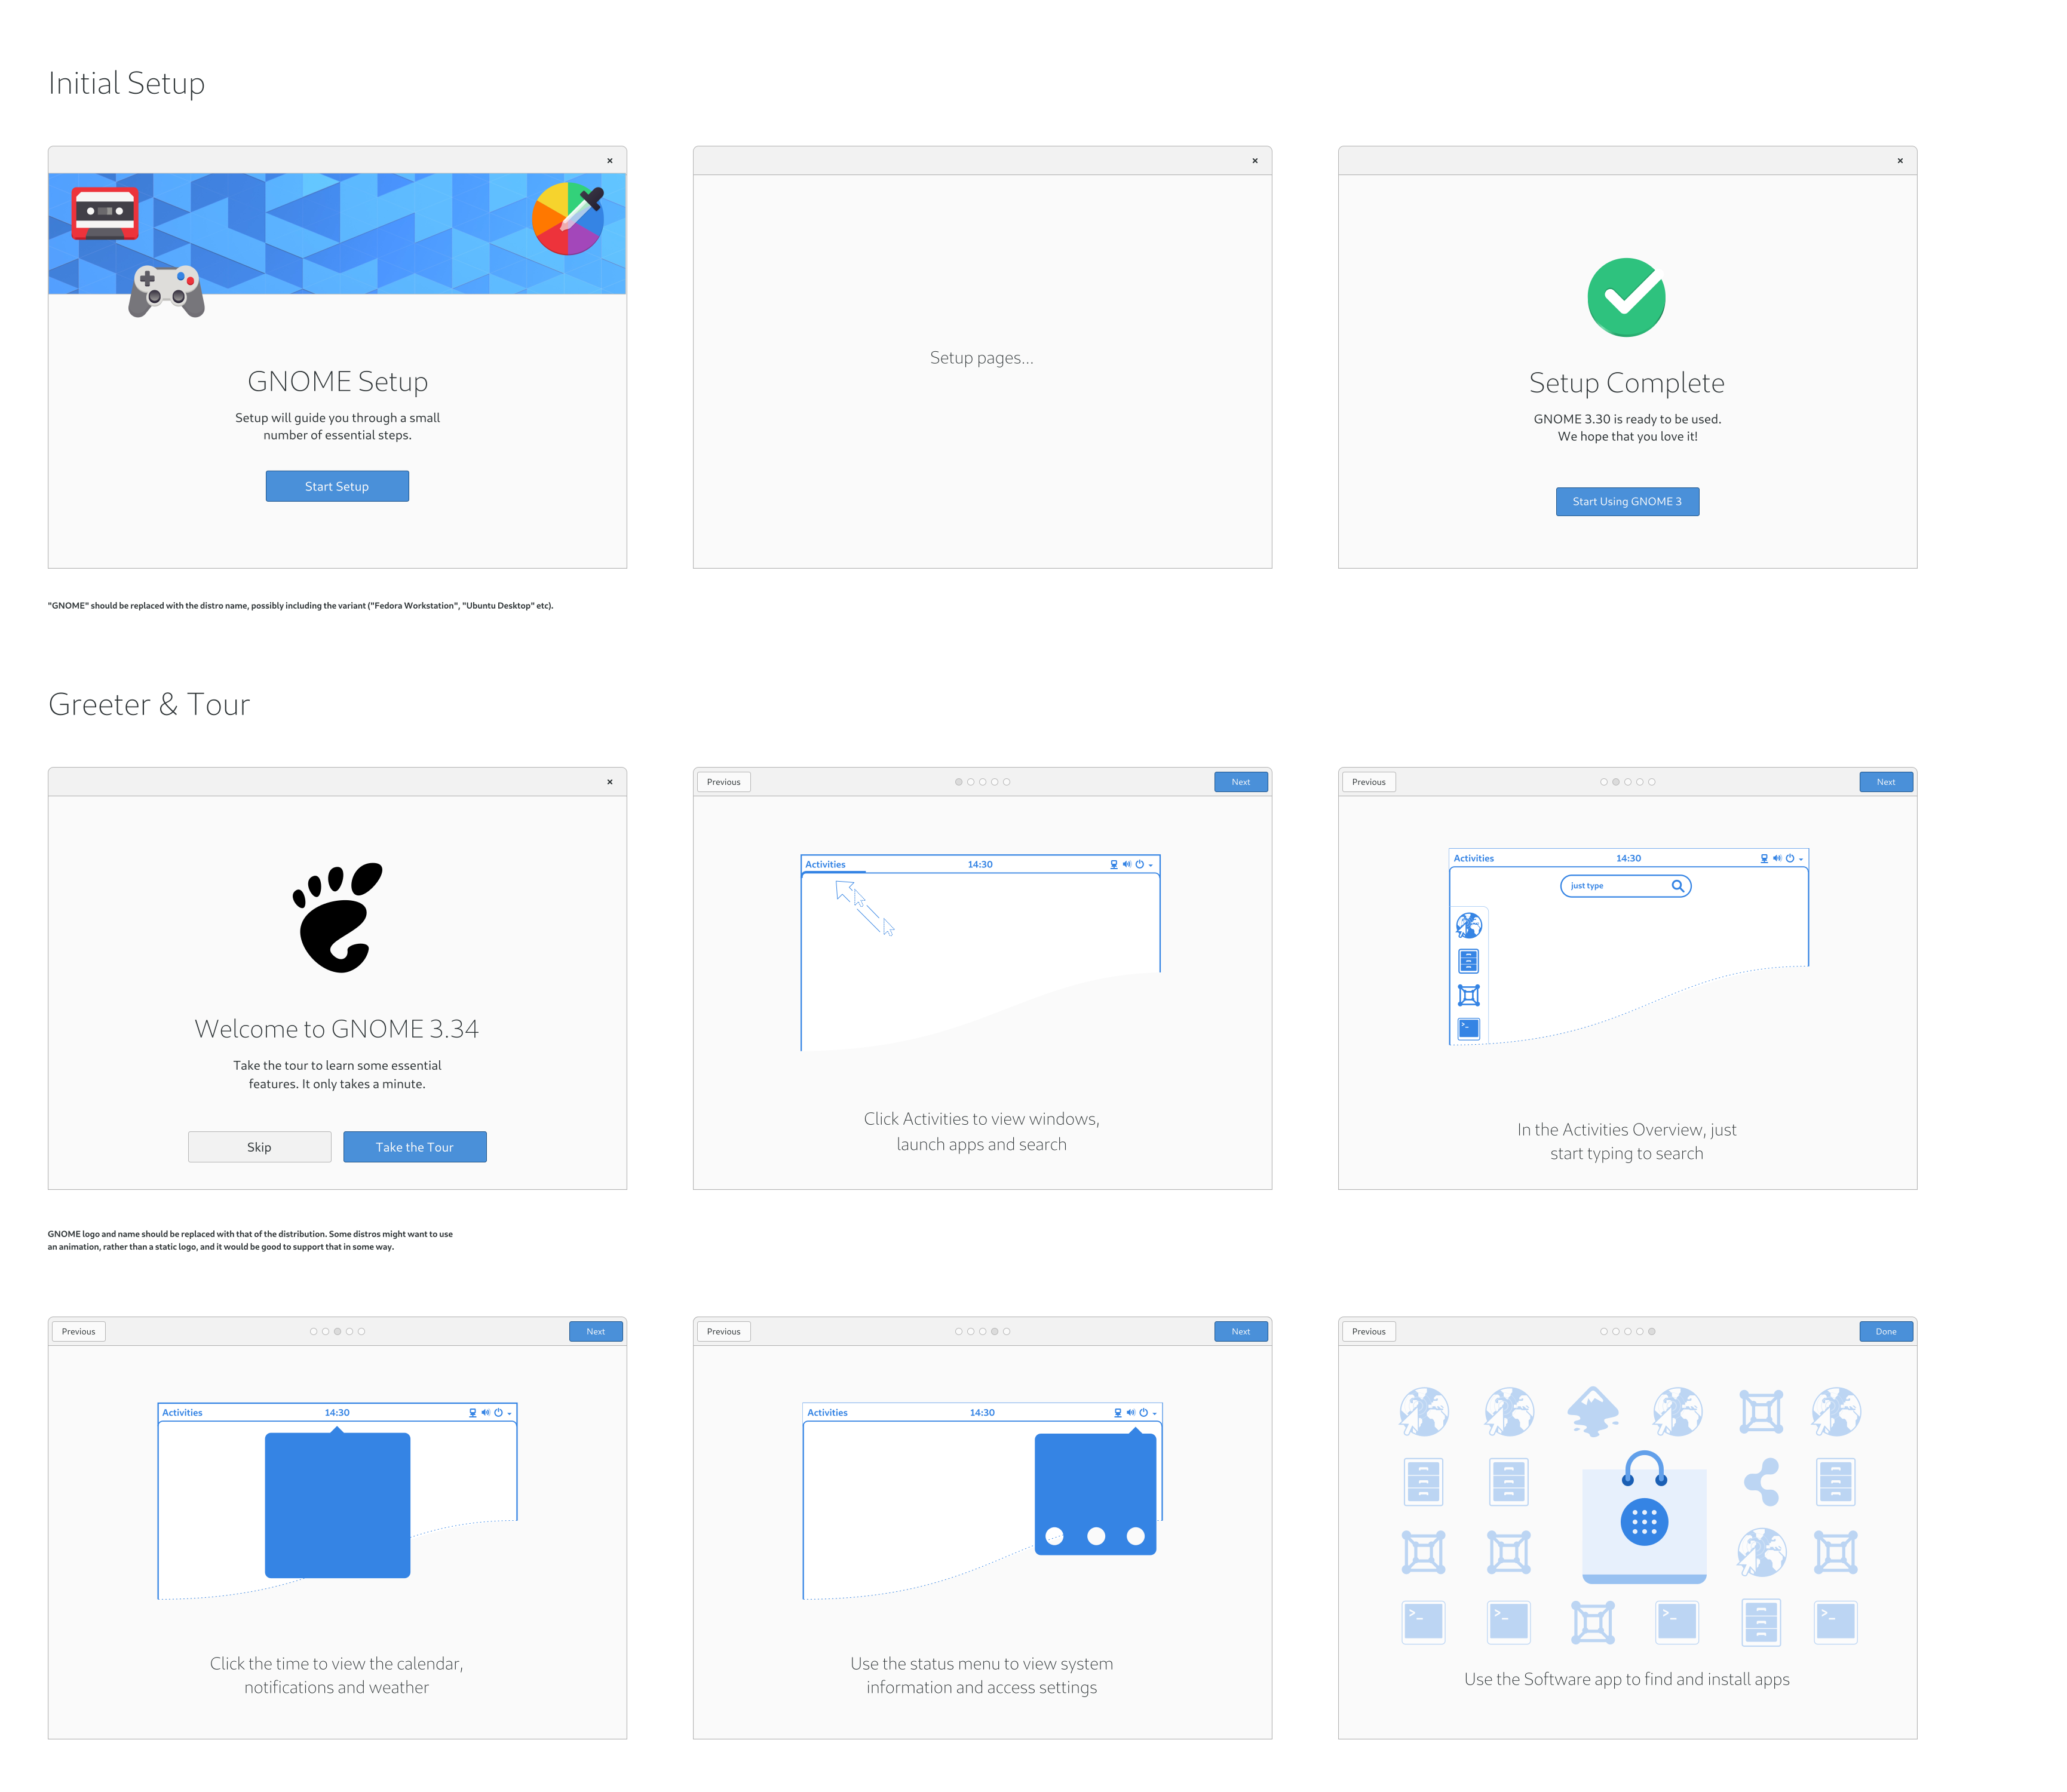 Initial Setup
GNOME Setup
Setup will guide you through a small
number of essential steps.
Start Setup
Setup pages...
Setup Complete
GNOME 3.30 is ready to be used.
We hope that you love it!
Start Using GNOME 3
"GNOME" should be replaced with the distro name, possibly including the variant ("Fedora Workstation", "Ubuntu Desktop" etc).
Greeter & Tour
Welcome to GNOME 3.34
Take the tour to learn some essential
features. It only takes a minute.
Skip
Take the Tour
Previous
Next
Activities
14:30
Click Activities to view windows,
launch apps and search
Previous
Next
Activities
14:30
just type
>_
In the Activities Overview, just
start typing to search
GNOME logo and name should be replaced with that of the distribution. Some distros might want to use
an animation, rather than a static logo, and it would be good to support that in some way.
Previous
Next
Activities
14:30
Click the time to view the calendar,
notifications and weather
Previous
Next
Activities
14:30
Use the status menu to view system
information and access settings
Previous
Done
>_
>_
>_
>_
Use the Software app to find and install apps